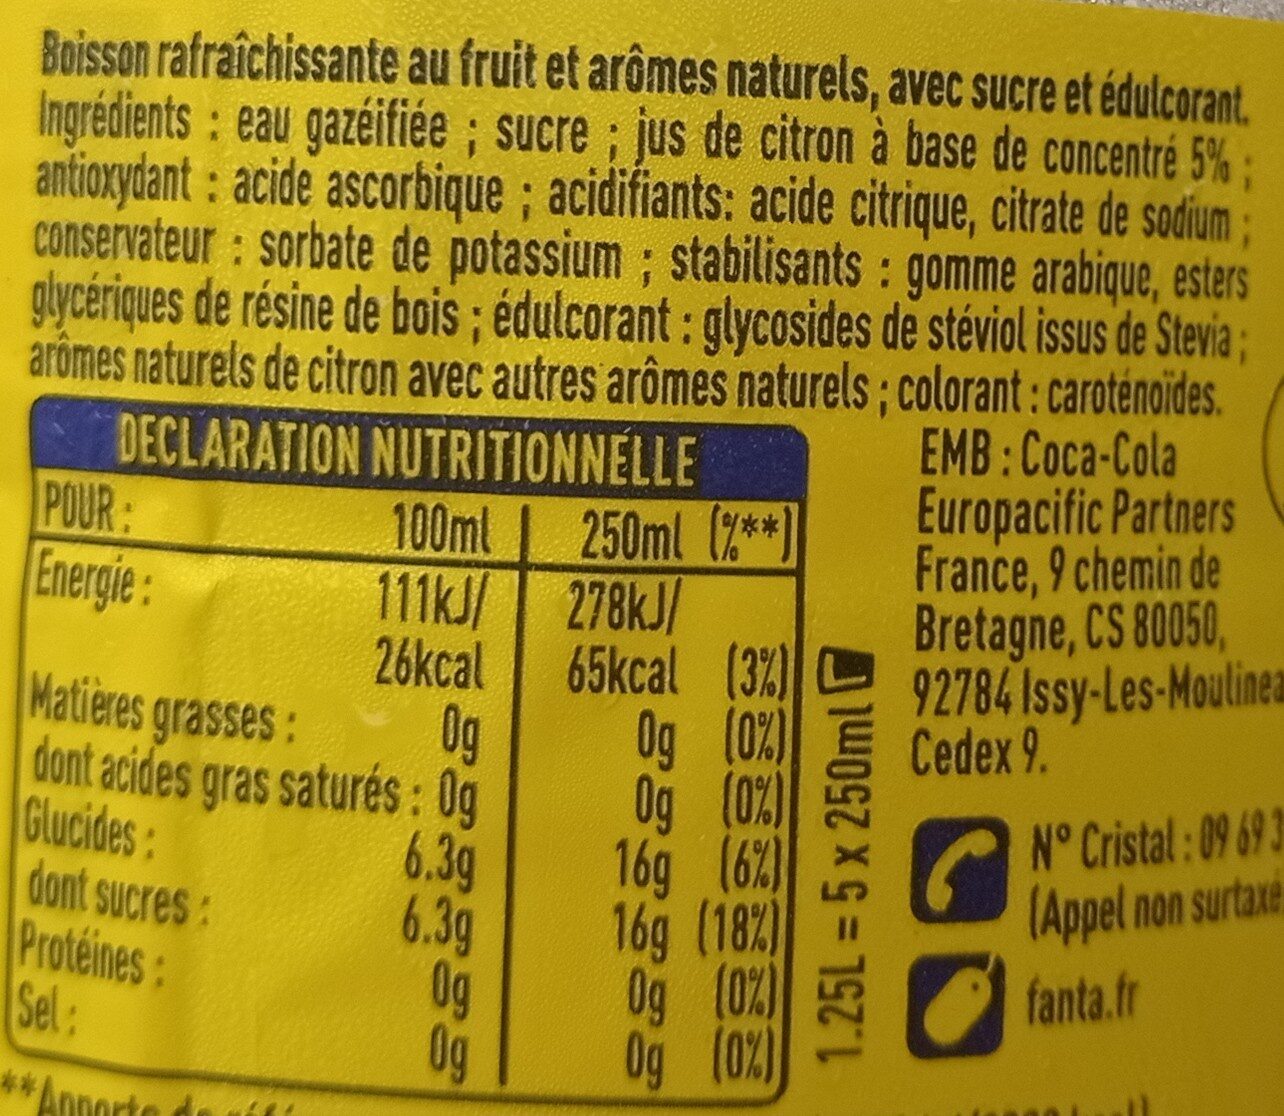 Boisson rafraîchissante au fruit et arômes naturels, avec sucre et édulcorant.
Ingrédients : eau gazéifiée ; sucre ; jus de citron à base de concentré 5% ;
antioxydant : acide ascorbique ; acidifiants: acide citrique, citrate de sodium ;
conservateur : sorbate de potassium ; stabilisants : gomme arabique, esters
glycériques de résine de bois ; édulcorant : glycosides de stéviol issus de Stevia ;
arômes naturels de citron avec autres arômes naturels ; colorant : caroténoïdes.
DECLARATION NUTRITIONNELLE
POUR : 100ml 250ml (%**)
Energie : 111kJ/ 278kJ/
26kcal 65kcal (3%)
Matières grasses : 0g 0g (0%)
dont acides gras saturés : 0g 0g (0%)
Glucides : 6.3g 16g (6%)
dont sucres : 6.3g 16g (18%)
Protéines : 0g 0g (0%)
Sel : 0g 0g (0%)
1.25L = 5 x 250ml
EMB : Coca-Cola
Europacific Partners
France, 9 chemin de
Bretagne, CS 80050,
92784 Issy-Les-Moulinea
Cedex 9.
N° Cristal : 09 69 3
(Appel non surtaxé
fanta.fr
**Apporte de